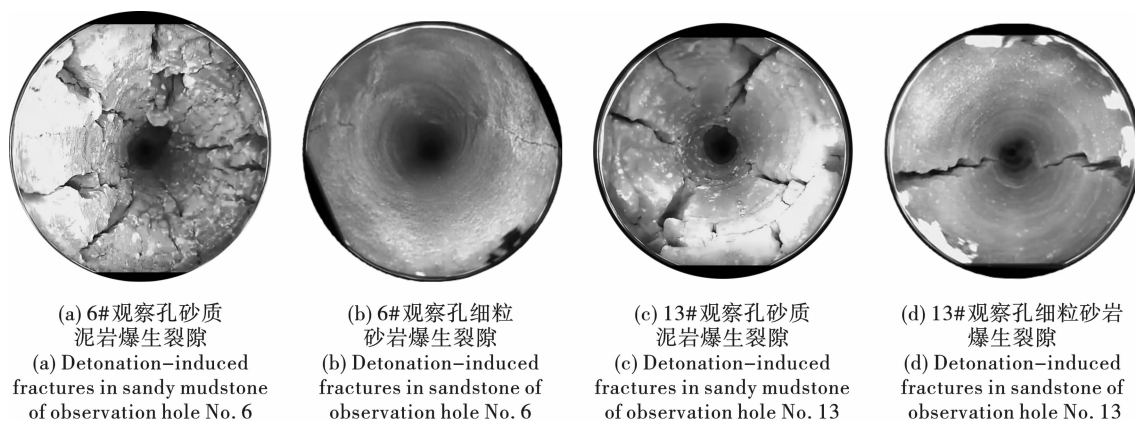 (a) 6#观察孔砂质
泥岩爆生裂隙
(a) Detonation-induced
fractures in sandy mudstone
of observation hole No. 6
(b) 6#观察孔细粒
砂岩爆生裂隙
(b) Detonation-induced
fractures in sandstone of
observation hole No. 6
(c) 13#观察孔砂质
泥岩爆生裂隙
(c) Detonation-induced
fractures in sandy mudstone
of observation hole No. 13
(d) 13#观察孔细粒砂岩
爆生裂隙
(d) Detonation-induced
fractures in sandstone of
observation hole No. 13